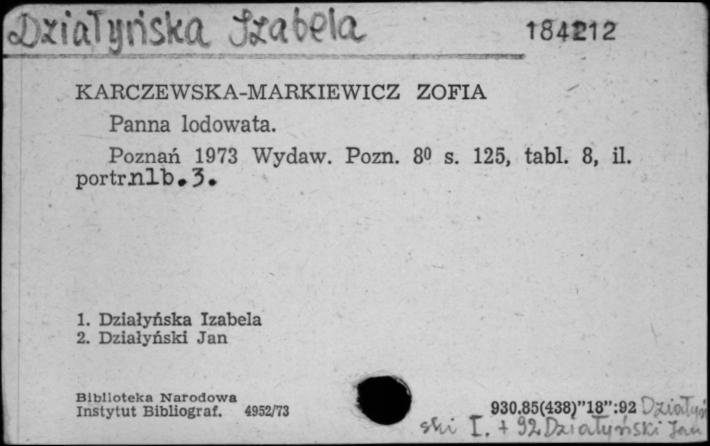 Działyńska Izabela 184212
KARCZEWSKA-MARKIEWICZ ZOFIA
Panna lodowata.
Poznań 1973 Wydaw. Pozn. 8⁰ s. 125, tabl. 8, il.
portr.nlb.3.
1. Działyńska Izabela
2. Działyński Jan
Biblioteka Narodowa
Instytut Bibliograf. 4952/73
930.85(438)"18":92 Działyń
ski I. + 92 Działyński Jan